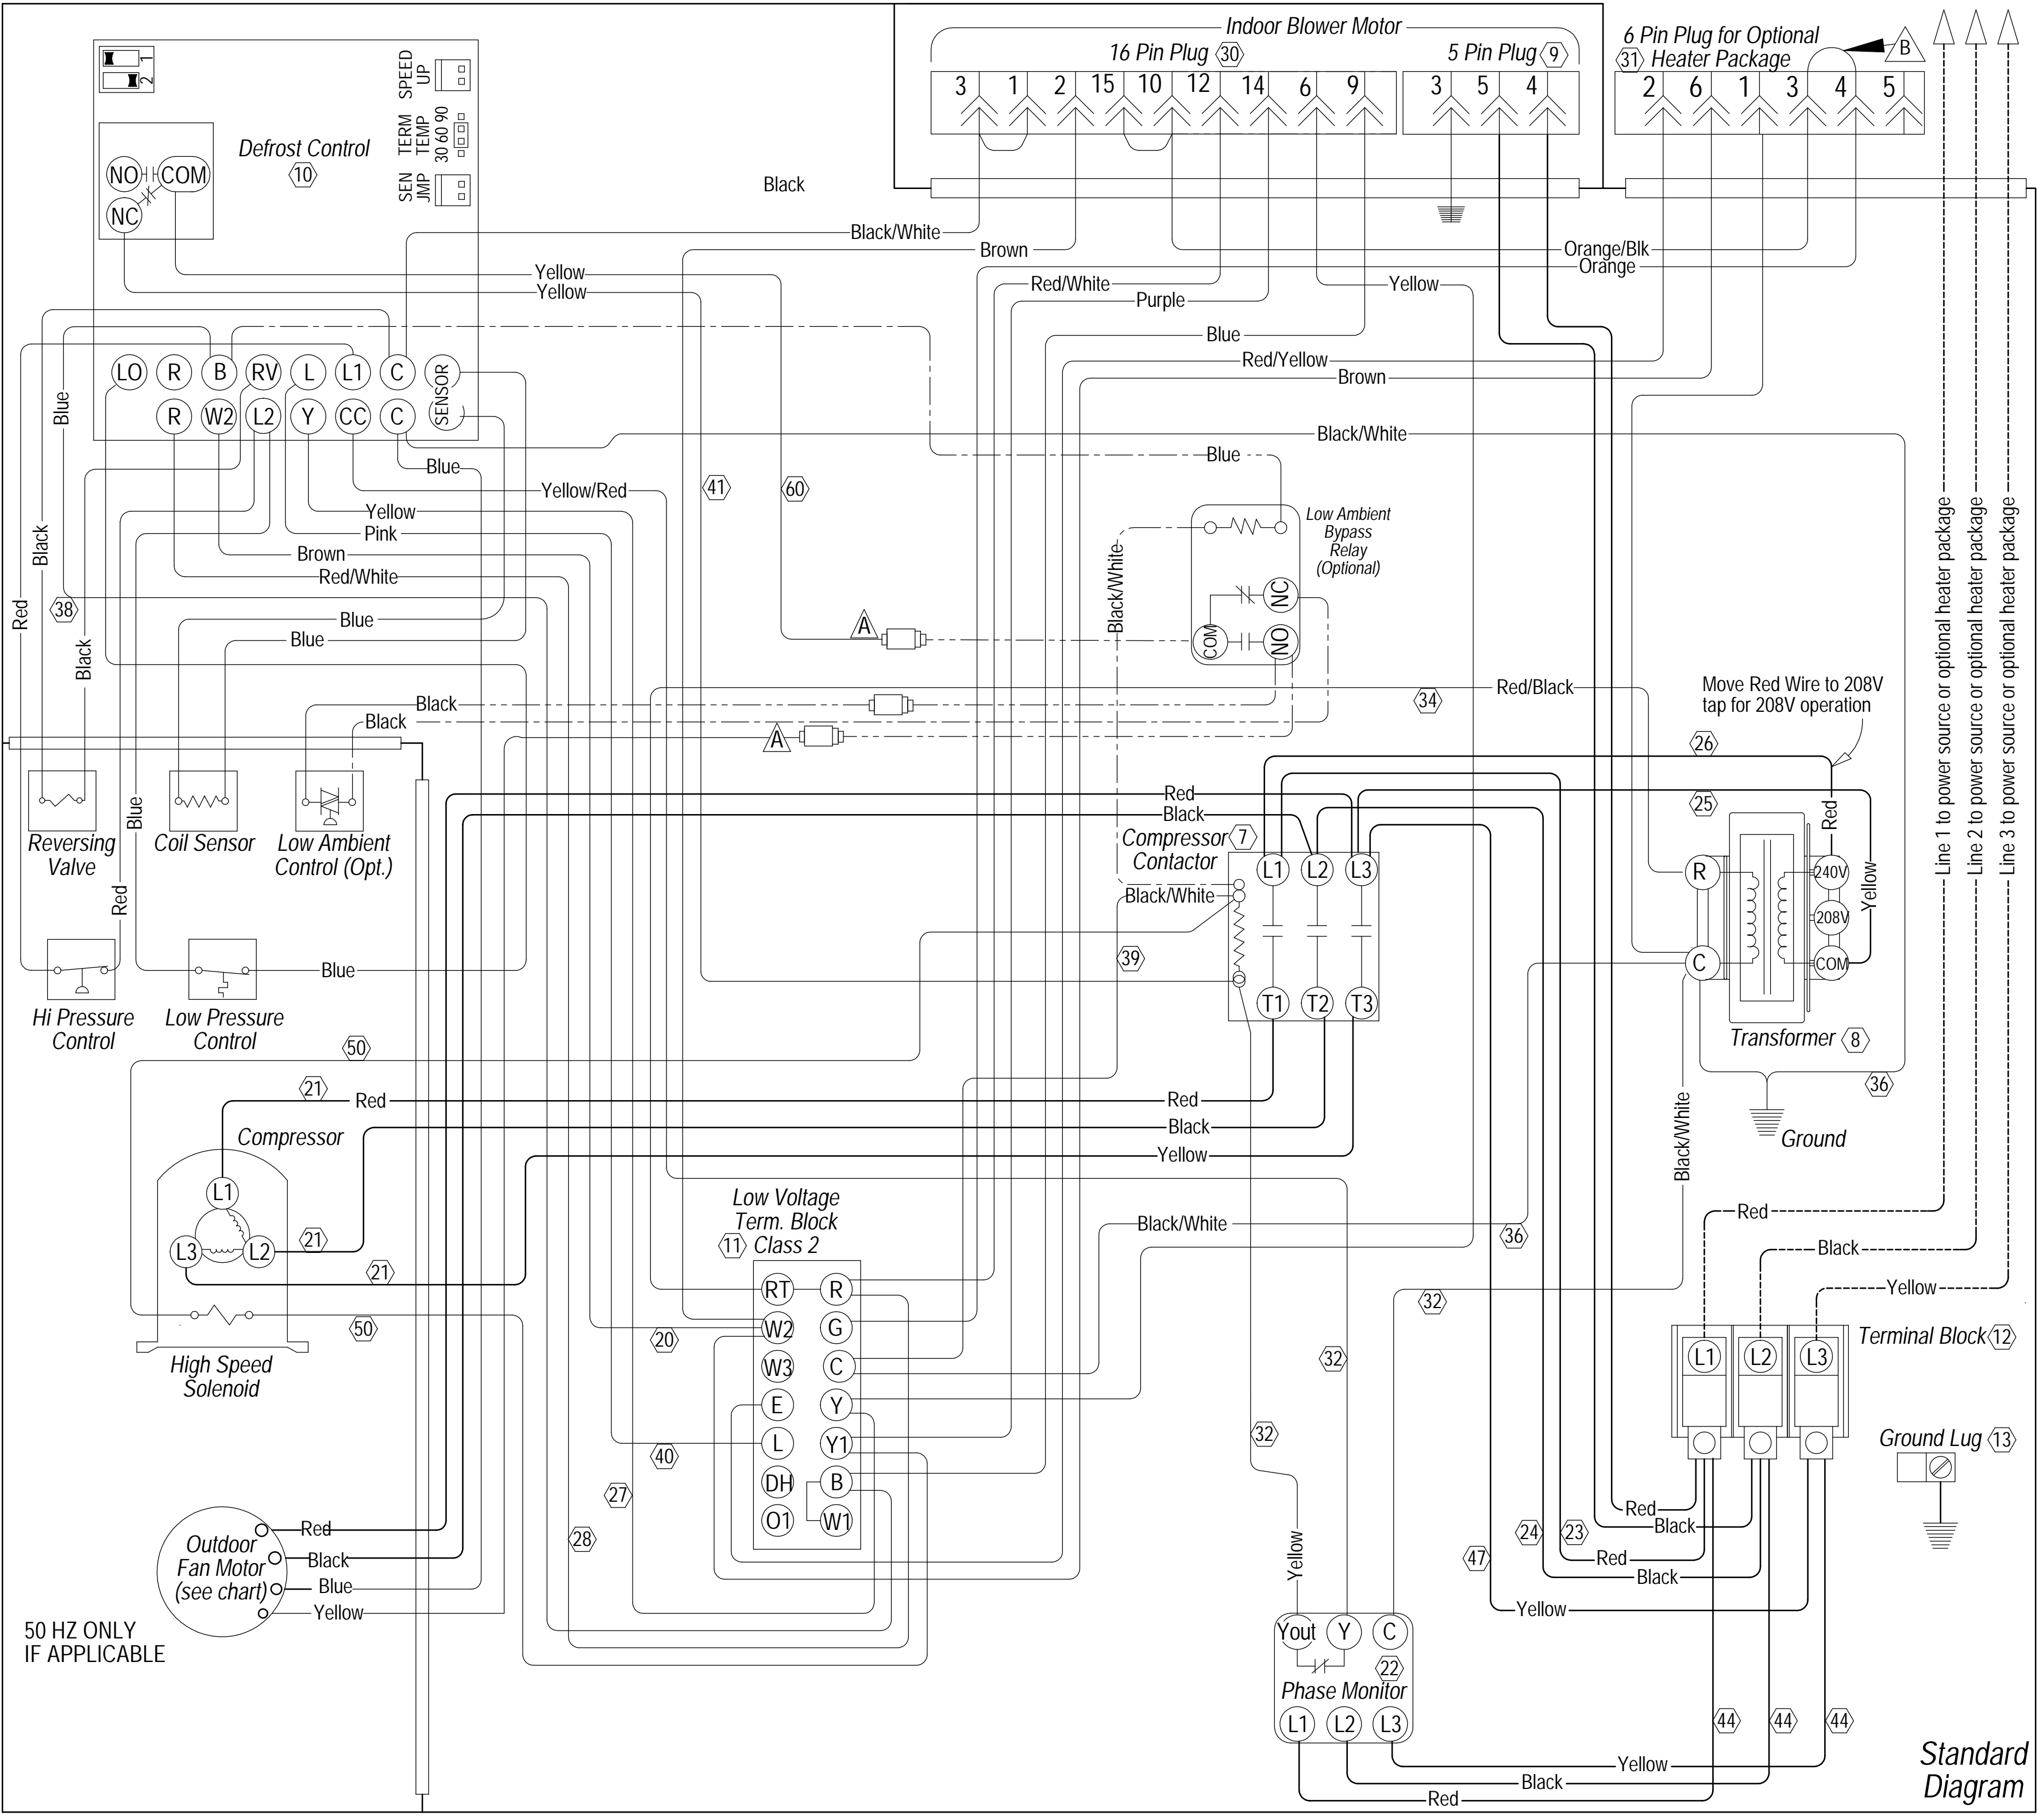 Indoor Blower Motor
16 Pin Plug 30
5 Pin Plug 9
3 1 2 15 10 12 14 6 9
3 5 4
6 Pin Plug for Optional
31 Heater Package
B
2 6 1 3 4 5
1
2
SPEED
UP
TERM
TEMP
30 60 90
SEN
JMP
Defrost Control
10
NO COM
NC
Black
Black/White
Brown
Orange/Blk
Orange
Yellow
Yellow
Red/White
Yellow
Purple
Blue
Red/Yellow
Brown
LO R B RV L L1 C
SENSOR
R W2 L2 Y CC C
Blue
Black/White
Blue
Blue
Yellow/Red
41
60
Yellow
Pink
Brown
Red/White
Black
Red
38
Black
Blue
Blue
Low Ambient
Bypass
Relay
(Optional)
Black/White
NC
COM
NO
A
Black
Black
A
Red/Black
34
Move Red Wire to 208V
tap for 208V operation
Line 1 to power source or optional heater package
Line 2 to power source or optional heater package
Line 3 to power source or optional heater package
26
25
Red
Yellow
Reversing
Valve
Coil Sensor
Low Ambient
Control (Opt.)
Blue
Red
Red
Black
Compressor
Contactor
7
L1 L2 L3
Black/White
39
T1 T2 T3
R
C
240V
208V
COM
Transformer 8
36
Ground
Black/White
Hi Pressure
Control
Low Pressure
Control
Blue
50
21
Red
Red
Compressor
Black
Yellow
L1
L3 L2
21
21
50
High Speed
Solenoid
Low Voltage
Term. Block
11 Class 2
Black/White
36
32
RT R
W2 G
W3 C
E Y
L Y1
DH B
O1 W1
20
40
27
28
32
32
Red
Black
Yellow
Terminal Block 12
L1 L2 L3
Ground Lug 13
Red
Black
24
23
Red
Black
47
Yellow
Outdoor
Fan Motor
(see chart)
Red
Black
Blue
Yellow
50 HZ ONLY
IF APPLICABLE
Yellow
Yout Y C
22
Phase Monitor
L1 L2 L3
44
44
44
Yellow
Black
Red
Standard
Diagram